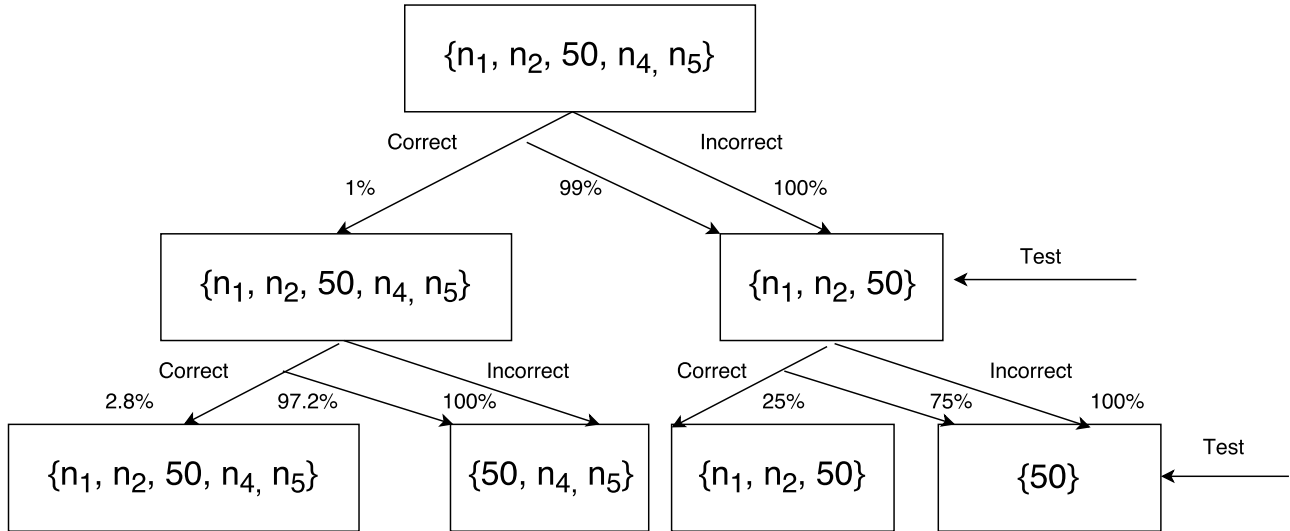 {n₁, n₂, 50, n₄, n₅}
Correct
Incorrect
1%
99%
100%
{n₁, n₂, 50, n₄, n₅}
{n₁, n₂, 50}
Test
Correct
Incorrect
Correct
Incorrect
2.8%
97.2%
100%
25%
75%
100%
{n₁, n₂, 50, n₄, n₅}
{50, n₄, n₅}
{n₁, n₂, 50}
{50}
Test